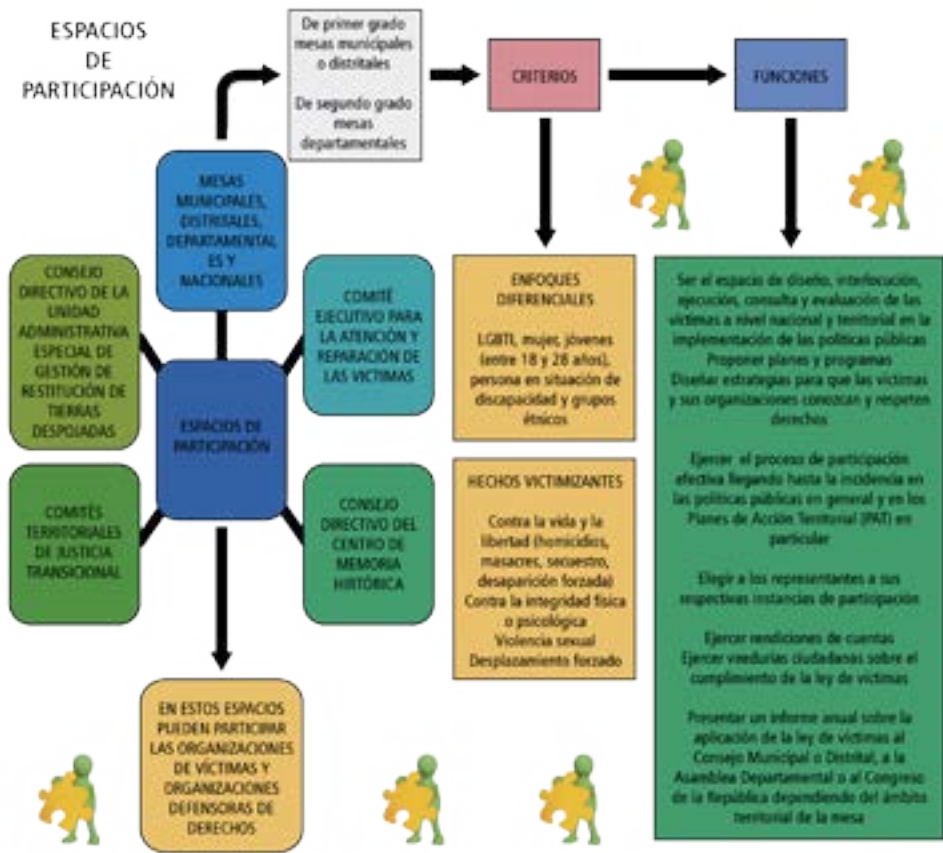 ESPACIOS
DE
PARTICIPACIÓN
De primer grado
mesas municipales
o distritales
De segundo grado
mesas
departamentales
CRITERIOS
FUNCIONES
MESAS
MUNICIPALES,
DISTRITALES,
DEPARTAMENTAL
ES Y
NACIONALES
CONSEJO
DIRECTIVO DE LA
UNIDAD
ADMINISTRATIVA
ESPECIAL DE
GESTIÓN DE
RESTITUCIÓN DE
TIERRAS
DESPOJADAS
COMITÉ
EJECUTIVO PARA
LA ATENCIÓN Y
REPARACIÓN DE
LAS VICTIMAS
ESPACIOS DE
PARTICIPACIÓN
COMITÉS
TERRITORIALES
DE JUSTICIA
TRANSICIONAL
CONSEJO
DIRECTIVO DEL
CENTRO DE
MEMORIA
HISTÓRICA
EN ESTOS ESPACIOS
PUEDEN PARTICIPAR
LAS ORGANIZACIONES
DE VÍCTIMAS Y
ORGANIZACIONES
DEFENSORAS DE
DERECHOS
ENFOQUES
DIFERENCIALES
LGBTI, mujer, jóvenes
(entre 18 y 28 años),
persona en situación de
discapacidad y grupos
étnicos
HECHOS VICTIMIZANTES
Contra la vida y la
libertad (homicidios,
masacres, secuestro,
desaparición forzada)
Contra la integridad física
o psicológica
Violencia sexual
Desplazamiento forzado
Ser el espacio de diseño, interlocución,
ejecución, consulta y evaluación de las
víctimas a nivel nacional y territorial en la
implementación de las políticas públicas
Proponer planes y programas
Diseñar estrategias para que las víctimas
y sus organizaciones conozcan y respeten
derechos
Ejercer el proceso de participación
efectiva llegando hasta la incidencia en
las políticas públicas en general y en los
Planes de Acción Territorial (PAT) en
particular
Elegir a los representantes a sus
respectivas instancias de participación
Ejercer rendiciones de cuentas
Ejercer veedurías ciudadanas sobre el
cumplimiento de la ley de víctimas
Presentar un informe anual sobre la
aplicación de la ley de víctimas al
Consejo Municipal o Distrital, a la
Asamblea Departamental o al Congreso
de la República dependiendo del ámbito
territorial de la mesa